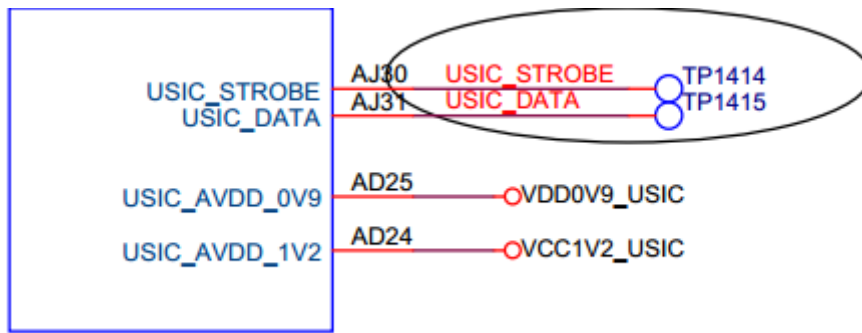 USIC_STROBE AJ30 USIC_STROBE TP1414
USIC_DATA AJ31 USIC_DATA TP1415
USIC_AVDD_0V9 AD25 VDD0V9_USIC
USIC_AVDD_1V2 AD24 VCC1V2_USIC